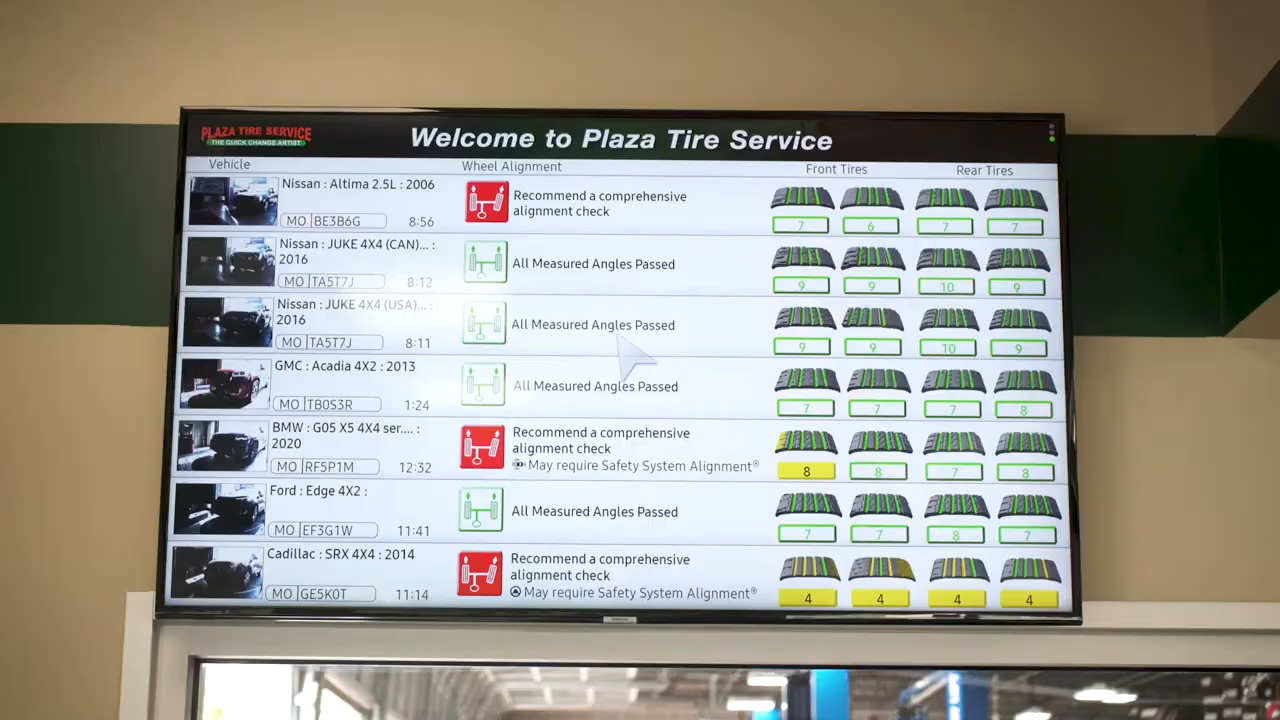 PLAZA TIRE SERVICE
THE QUICK CHANGE ARTIST
Welcome to Plaza Tire Service
Vehicle Wheel Alignment Front Tires Rear Tires
Nissan : Altima 2.5L : 2006
MO BE3B6G 8:56
Recommend a comprehensive
alignment check
7 6 7 7
Nissan : JUKE 4X4 (CAN)... :
2016
MO TA5T7J 8:12
All Measured Angles Passed
9 9 10 9
Nissan : JUKE 4X4 (USA)... :
2016
MO TA5T7J 8:11
All Measured Angles Passed
9 9 10 9
GMC : Acadia 4X2 : 2013
MO TB0S3R 1:24
All Measured Angles Passed
7 7 7 8
BMW : G05 X5 4X4 ser.... :
2020
MO RF5P1M 12:32
Recommend a comprehensive
alignment check
May require Safety System Alignment®
8 8 7 8
Ford : Edge 4X2 :
MO EF3G1W 11:41
All Measured Angles Passed
7 7 8 7
Cadillac : SRX 4X4 : 2014
MO GE5K0T 11:14
Recommend a comprehensive
alignment check
May require Safety System Alignment®
4 4 4 4